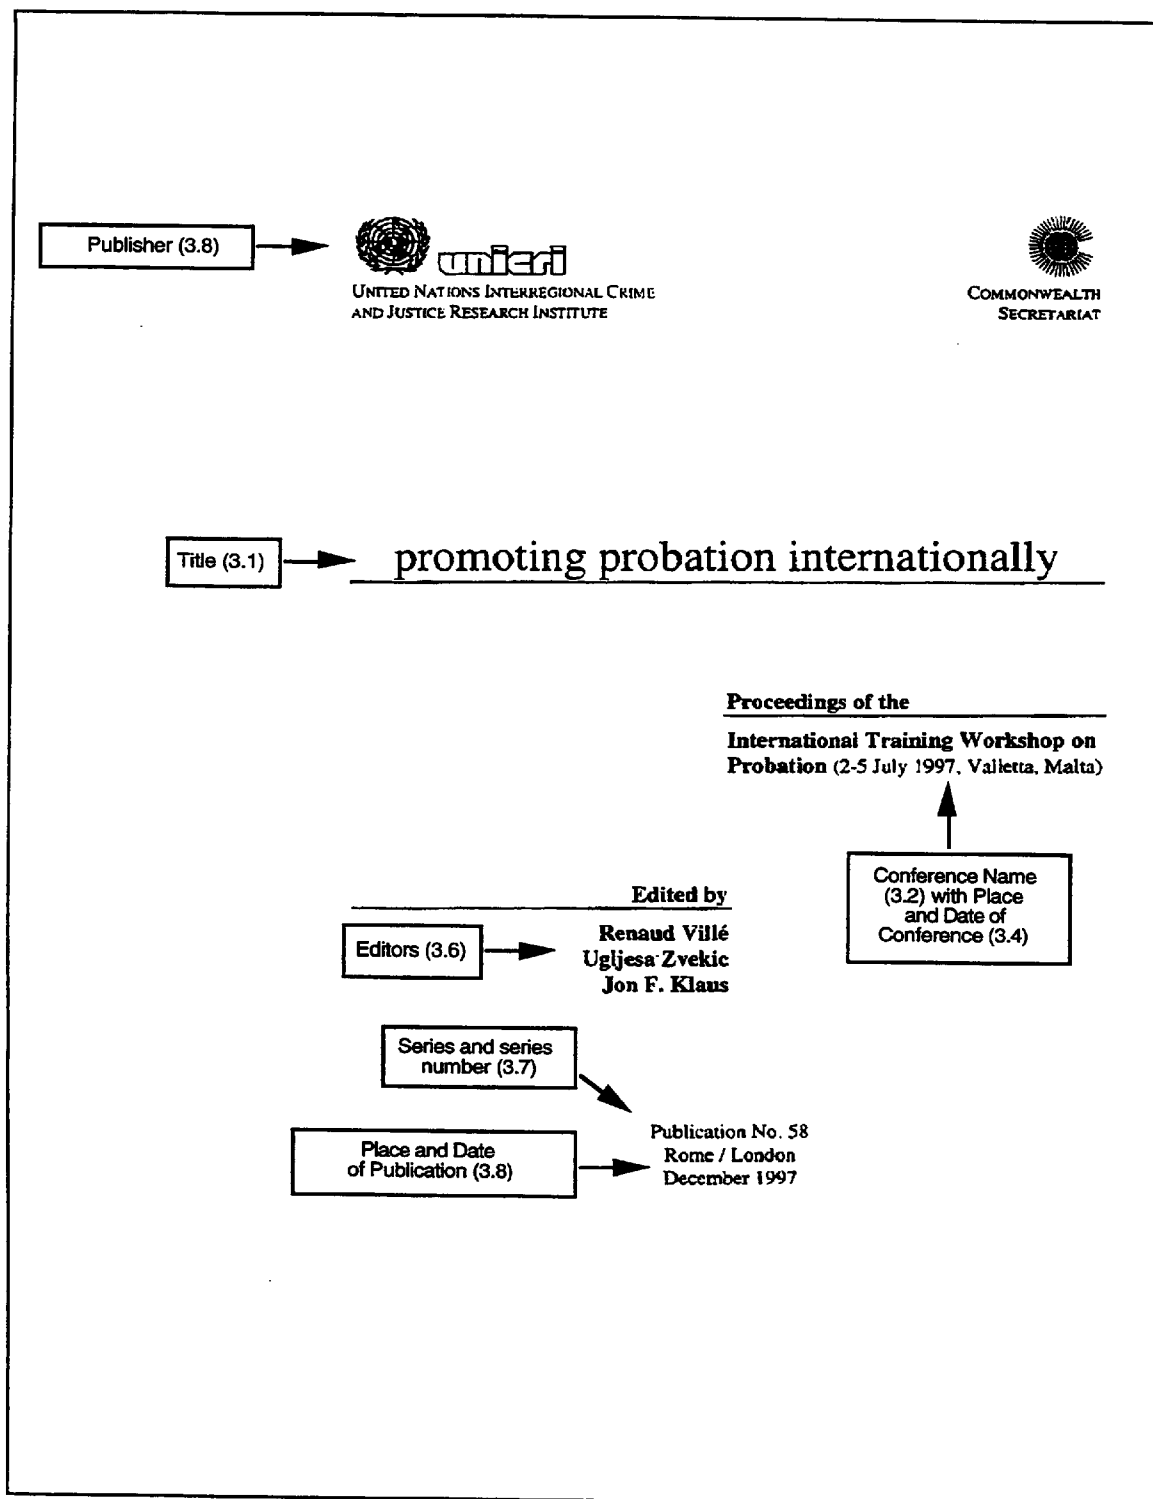 Publisher (3.8)
unicri
UNITED NATIONS INTERREGIONAL CRIME
AND JUSTICE RESEARCH INSTITUTE
COMMONWEALTH
SECRETARIAT
Title (3.1)
promoting probation internationally
Proceedings of the
International Training Workshop on
Probation (2-5 July 1997, Valletta, Malta)
Conference Name
(3.2) with Place
and Date of
Conference (3.4)
Edited by
Editors (3.6)
Renaud Villé
Ugljesa Zvekic
Jon F. Klaus
Series and series
number (3.7)
Publication No. 58
Rome / London
December 1997
Place and Date
of Publication (3.8)